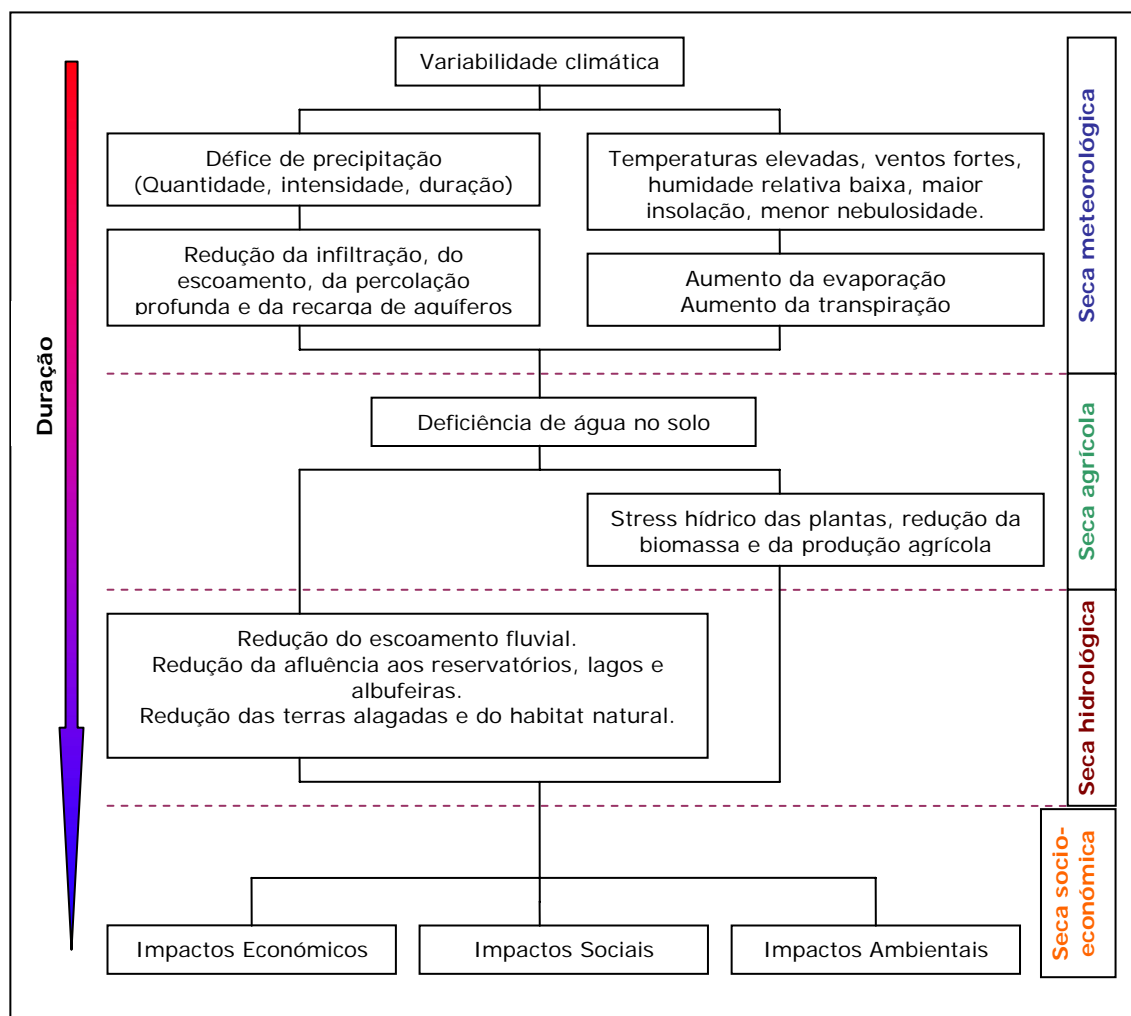 Variabilidade climática
Défice de precipitação
(Quantidade, intensidade, duração)
Temperaturas elevadas, ventos fortes,
humidade relativa baixa, maior
insolação, menor nebulosidade.
Redução da infiltração, do
escoamento, da percolação
profunda e da recarga de aquíferos
Aumento da evaporação
Aumento da transpiração
Seca meteorológica
Duração
Deficiência de água no solo
Stress hídrico das plantas, redução da
biomassa e da produção agrícola
Seca agrícola
Redução do escoamento fluvial.
Redução da afluência aos reservatórios, lagos e
albufeiras.
Redução das terras alagadas e do habitat natural.
Seca hidrológica
Seca socio-
económica
Impactos Económicos
Impactos Sociais
Impactos Ambientais